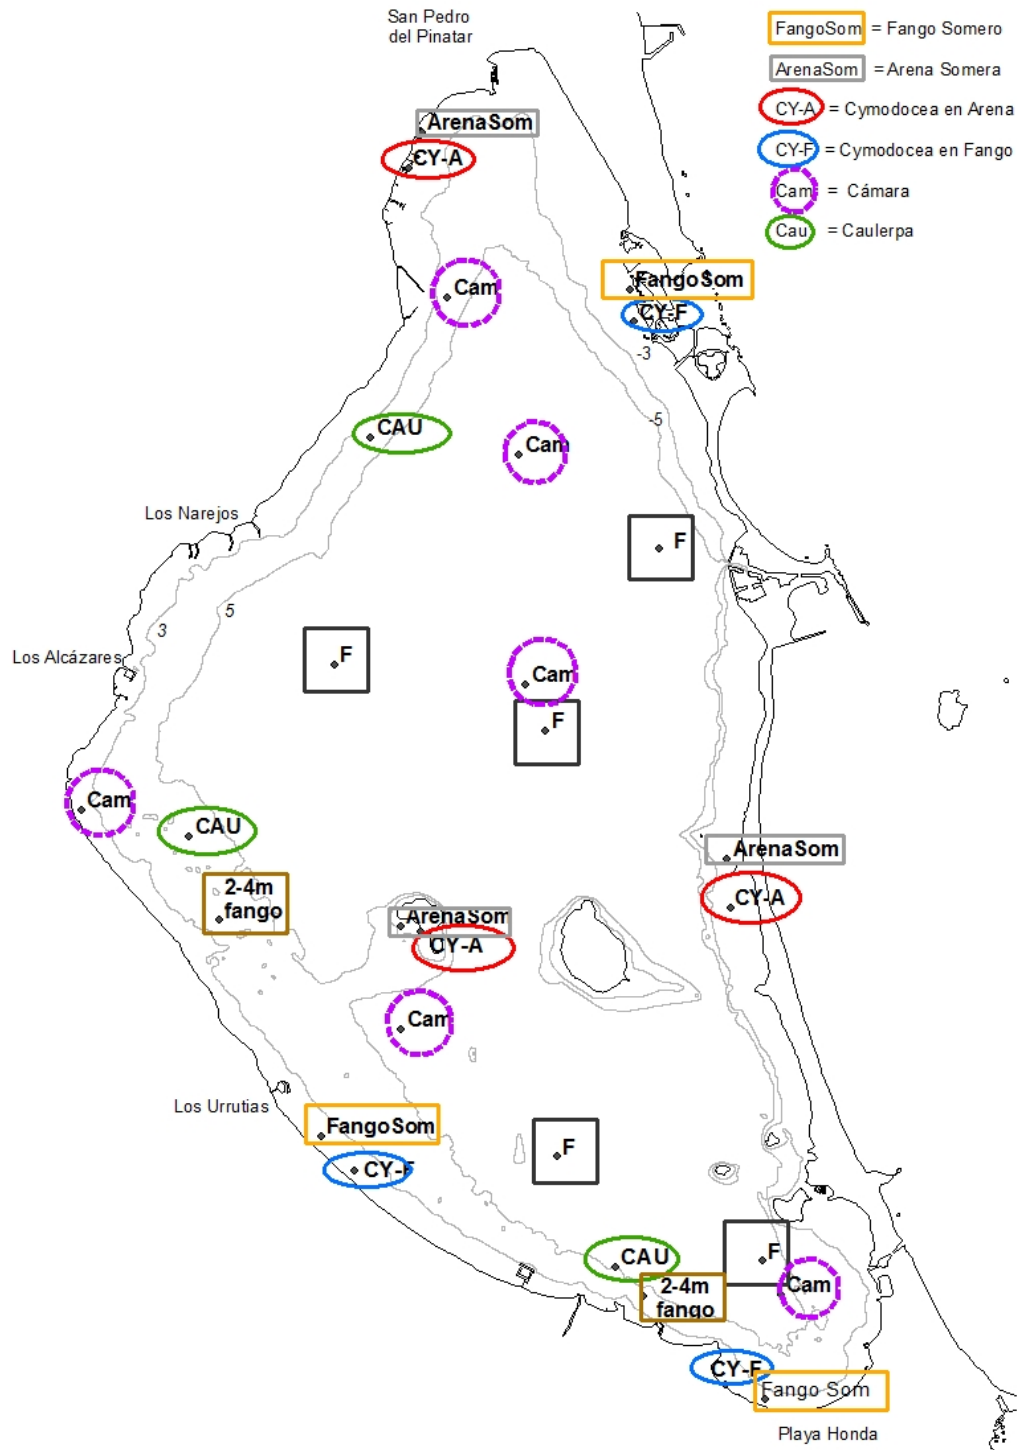 San Pedro
del Pinatar
FangoSom = Fango Somero
ArenaSom = Arena Somera
CY-A = Cymodocea en Arena
CY-F = Cymodocea en Fango
Cam = Cámara
Cau = Caulerpa
ArenaSom
CY-A
Cam
FangoSom
CY-F
-3
-5
CAU
Cam
Los Narejos
F
5
3
Los Alcázares
F
Cam
F
Cam
CAU
ArenaSom
2-4m
fango
CY-A
ArenaSom
CY-A
Cam
Los Urrutias
FangoSom
CY-F
F
CAU
F
2-4m
fango
Cam
CY-F
Fango Som
Playa Honda